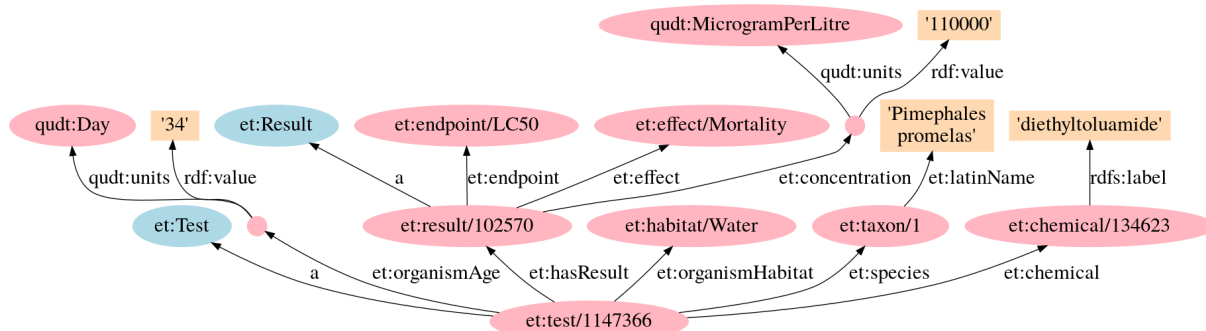 qudt:MicrogramPerLitre
'110000'
qudt:units
rdf:value
qudt:Day
'34'
et:Result
et:endpoint/LC50
et:effect/Mortality
'Pimephales
promelas'
'diethyltoluamide'
qudt:units
rdf:value
a
et:endpoint
et:effect
et:concentration
et:latinName
rdfs:label
et:Test
et:result/102570
et:habitat/Water
et:taxon/1
et:chemical/134623
a
et:organismAge
et:hasResult
et:organismHabitat
et:species
et:chemical
et:test/1147366